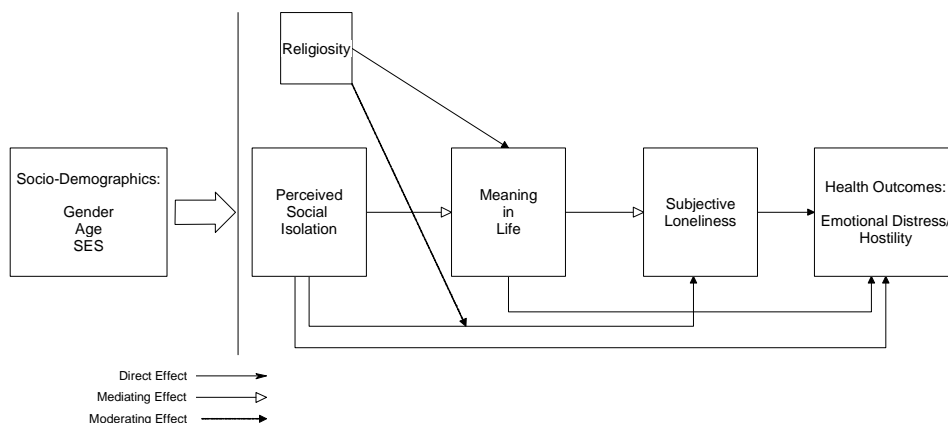 Religiosity
Socio-Demographics:
Gender
Age
SES
Perceived
Social
Isolation
Meaning
in
Life
Subjective
Loneliness
Health Outcomes:
Emotional Distress/
Hostility
Direct Effect
Mediating Effect
Moderating Effect